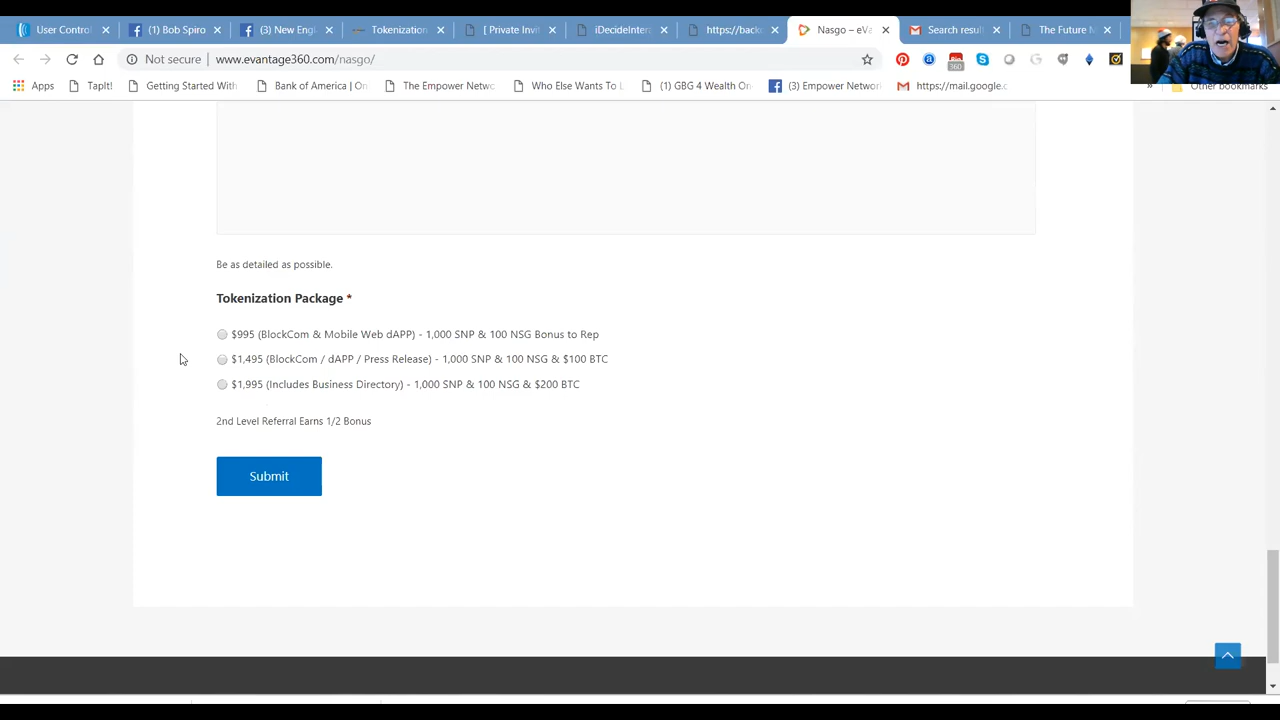 User Contro
(1) Bob Spiro
(3) New Eng
Tokenization
[ Private Invit
iDecideInter
https://back
Nasgo – eVa
Search result
The Future M
Not secure
www.evantage360.com/nasgo/
360
Apps
TapIt!
Getting Started With
Bank of America | On
The Empower Netwo
Who Else Wants To L
(1) GBG 4 Wealth On
(3) Empower Networ
https://mail.google.c
»
Other bookmarks
Be as detailed as possible.
Tokenization Package *
$995 (BlockCom & Mobile Web dAPP) - 1,000 SNP & 100 NSG Bonus to Rep
$1,495 (BlockCom / dAPP / Press Release) - 1,000 SNP & 100 NSG & $100 BTC
$1,995 (Includes Business Directory) - 1,000 SNP & 100 NSG & $200 BTC
2nd Level Referral Earns 1/2 Bonus
Submit